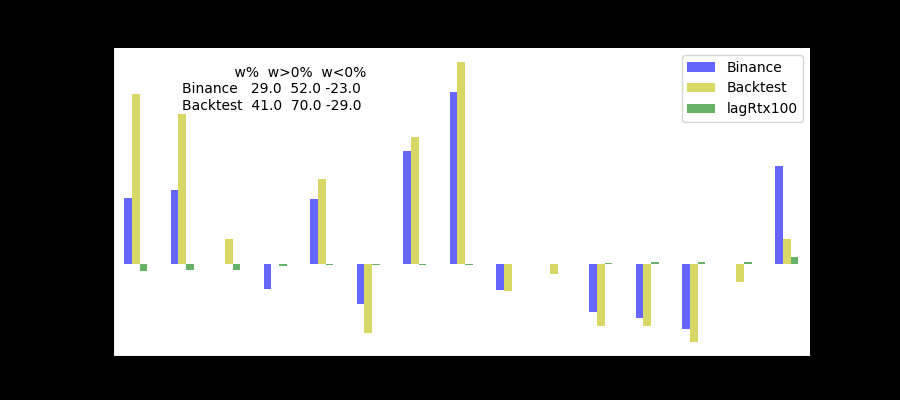 w%  w>0%  w<0%
Binance   29.0  52.0 -23.0
Backtest  41.0  70.0 -29.0
Binance
Backtest
lagRtx100